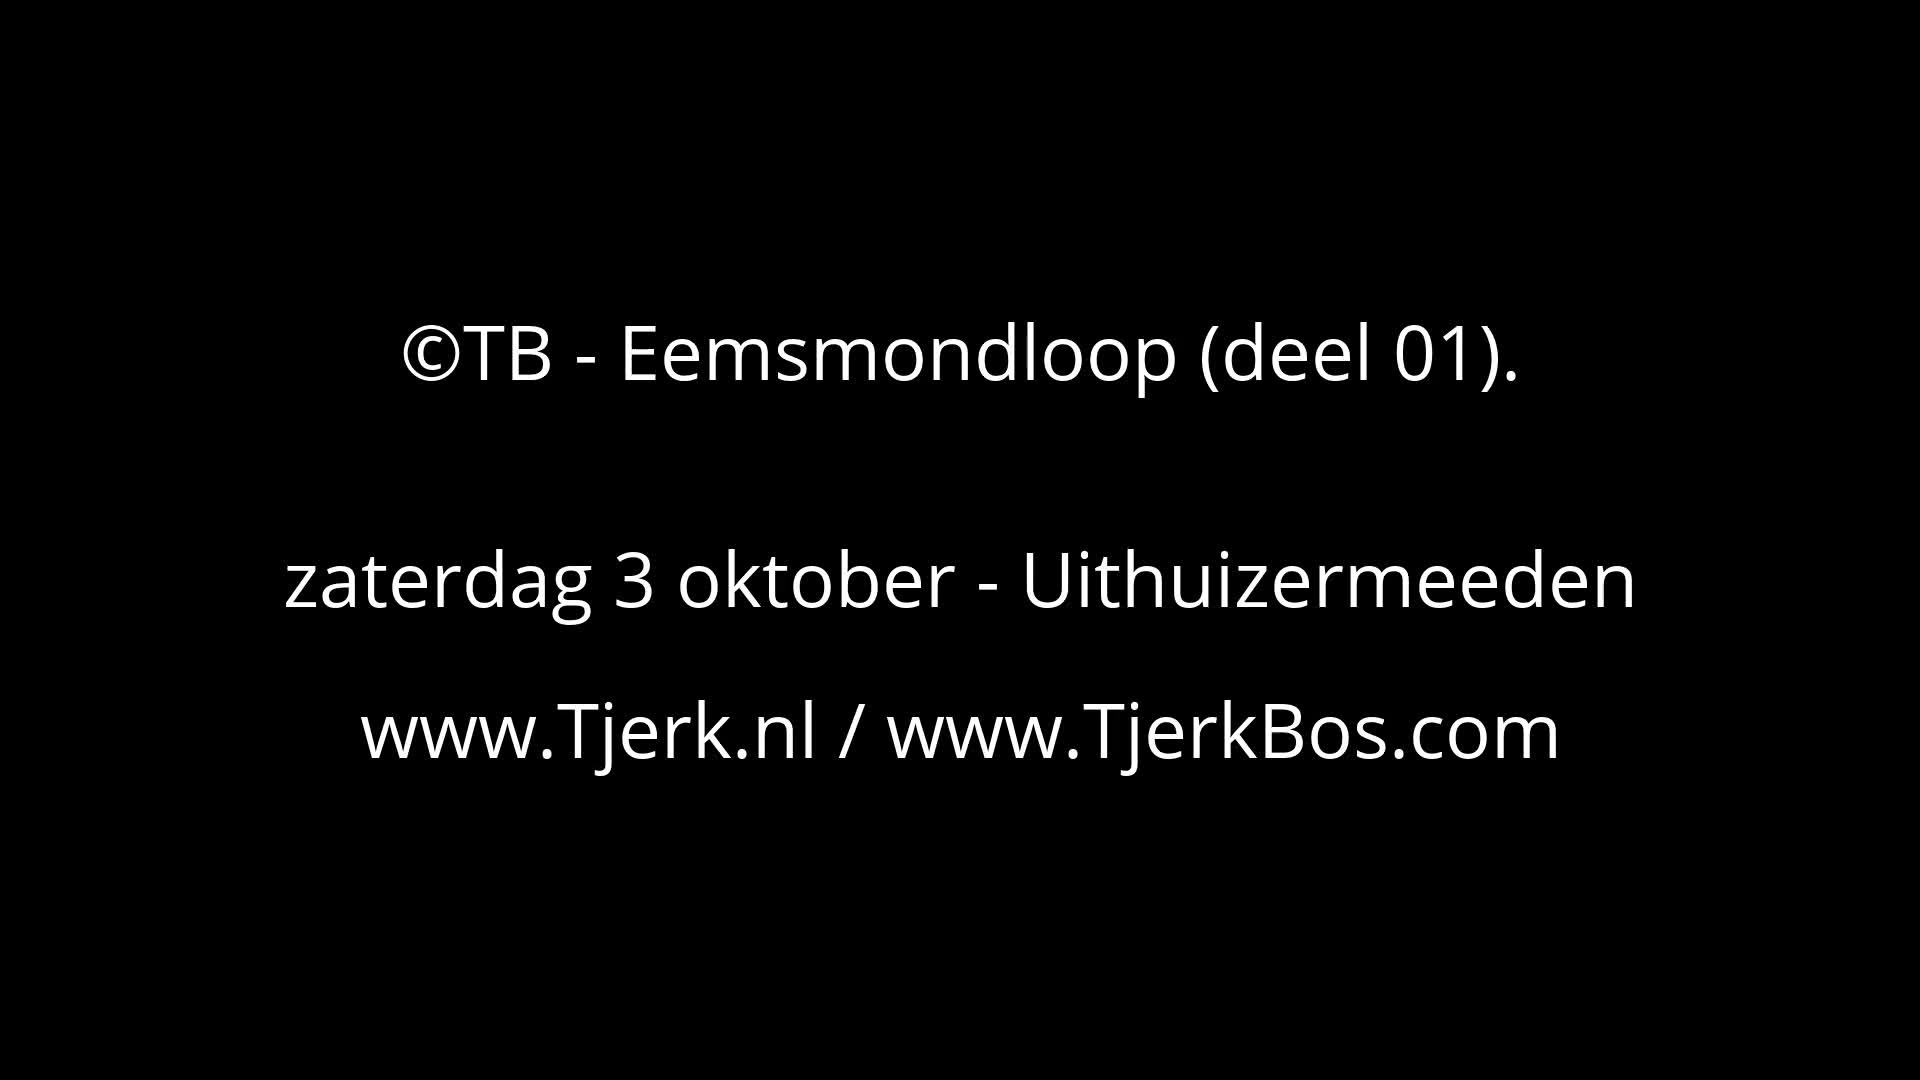 ©TB - Eemsmondloop (deel 01).
zaterdag 3 oktober - Uithuizermeeden
www.Tjerk.nl / www.TjerkBos.com